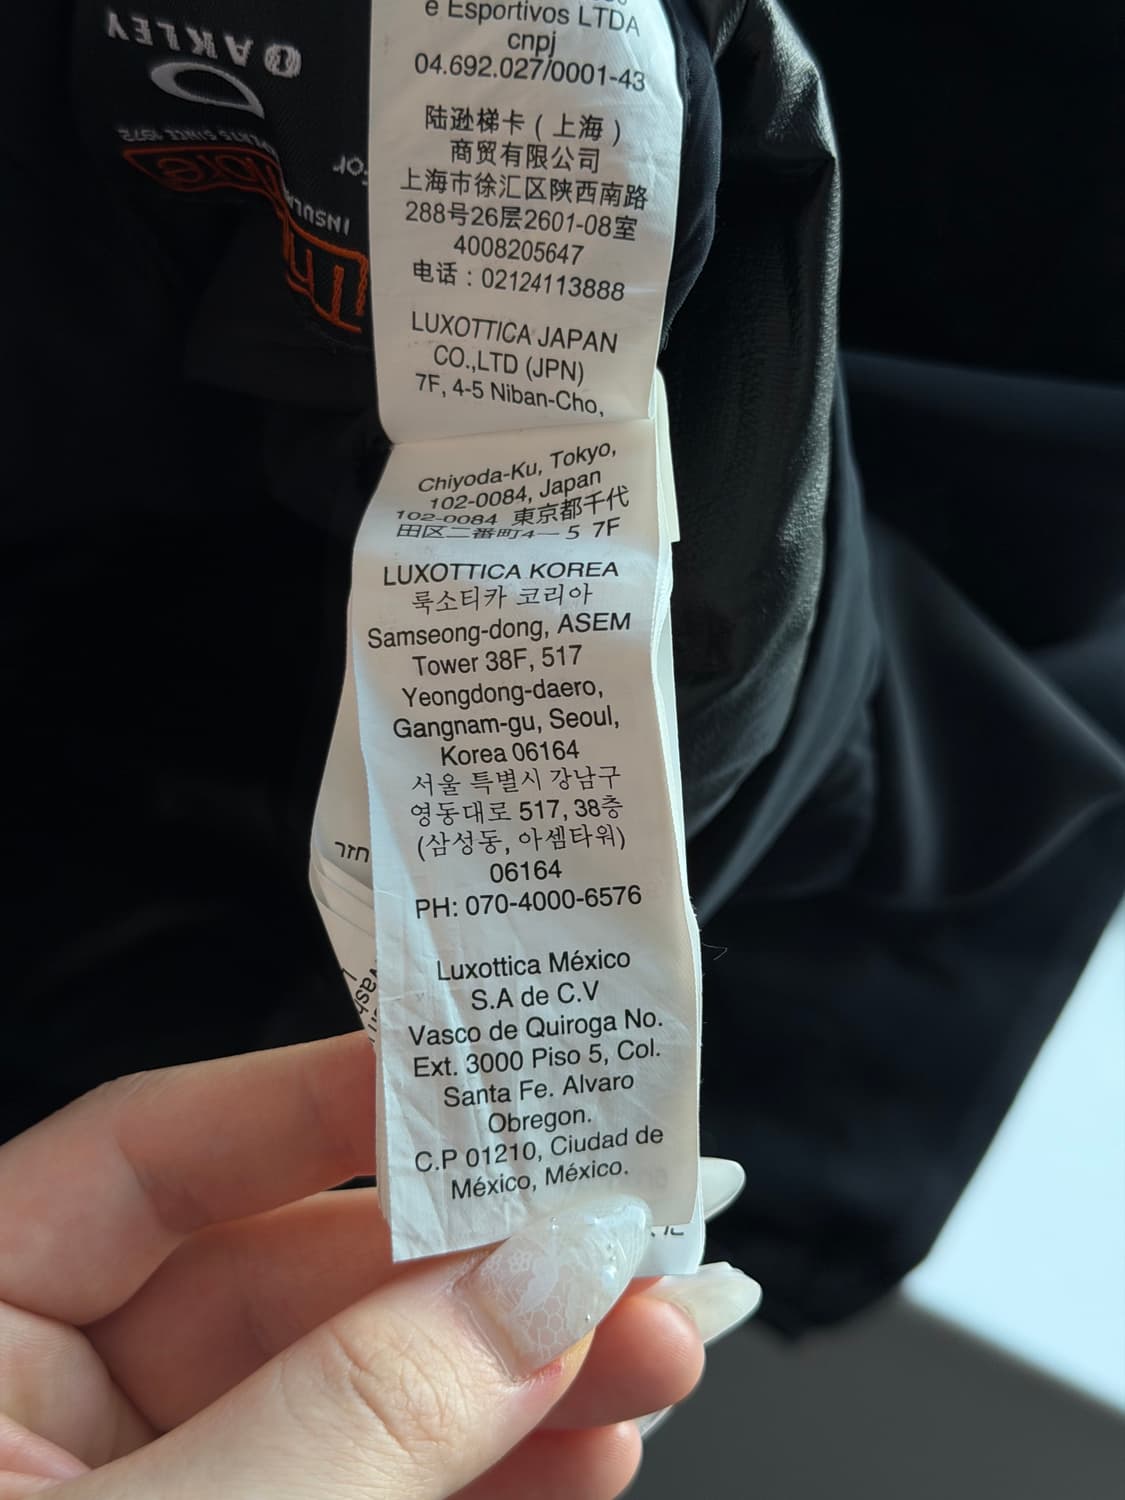 OAKLEY
SINCE 1972
for
INSUL
e Esportivos LTDA
cnpj
04.692.027/0001-43
陆逊梯卡(上海)
商贸有限公司
上海市徐汇区陕西南路
288号26层2601-08室
4008205647
电话:02124113888
LUXOTTICA JAPAN
CO.,LTD (JPN)
7F, 4-5 Niban-Cho,
Chiyoda-Ku, Tokyo,
102-0084, Japan
102-0084 東京都千代
田区二番町4—5 7F
LUXOTTICA KOREA
룩소티카 코리아
Samseong-dong, ASEM
Tower 38F, 517
Yeongdong-daero,
Gangnam-gu, Seoul,
Korea 06164
서울 특별시 강남구
영동대로 517, 38층
(삼성동, 아셈타워)
06164
PH: 070-4000-6576
Luxottica México
S.A de C.V
Vasco de Quiroga No.
Ext. 3000 Piso 5, Col.
Santa Fe. Alvaro
Obregon.
C.P 01210, Ciudad de
México, México.